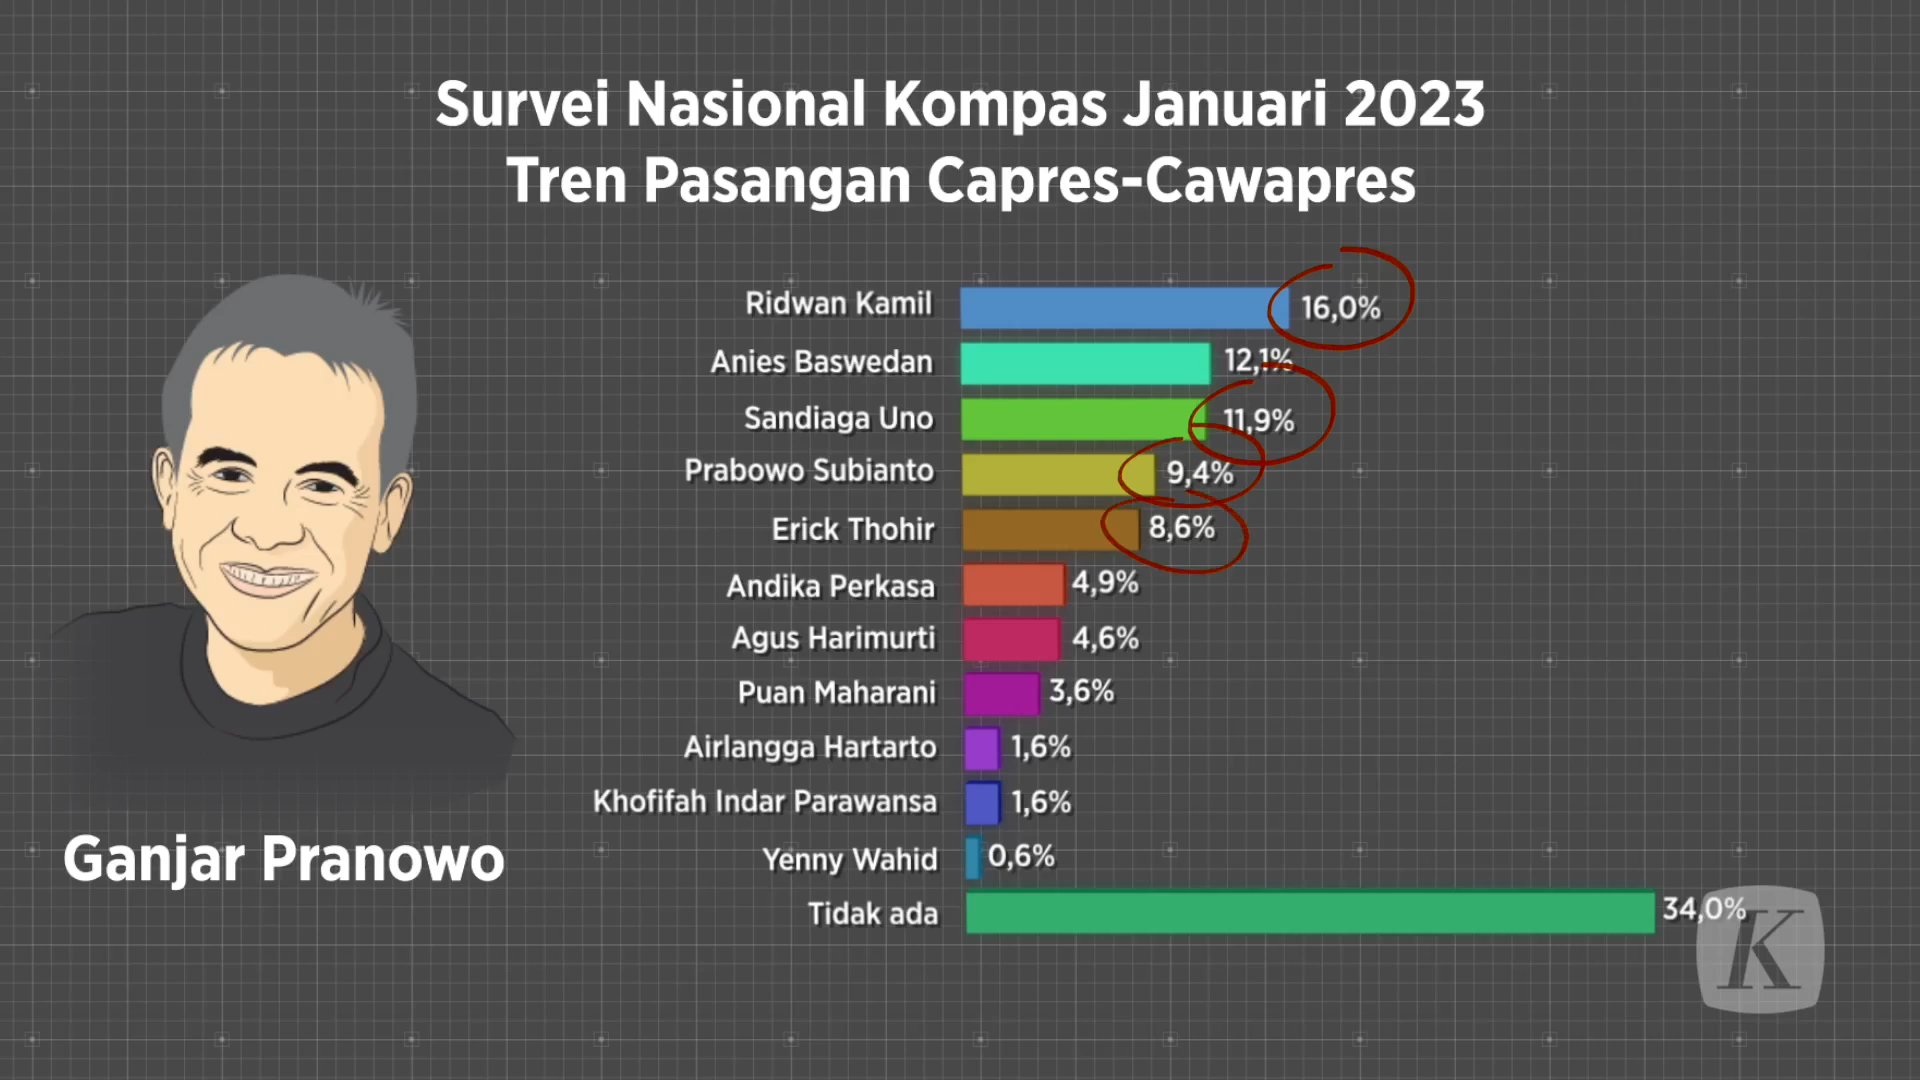 Survei Nasional Kompas Januari 2023
Tren Pasangan Capres-Cawapres
Ridwan Kamil 16,0%
Anies Baswedan 12,1%
Sandiaga Uno 11,9%
Prabowo Subianto 9,4%
Erick Thohir 8,6%
Andika Perkasa 4,9%
Agus Harimurti 4,6%
Puan Maharani 3,6%
Airlangga Hartarto 1,6%
Khofifah Indar Parawansa 1,6%
Yenny Wahid 0,6%
Tidak ada 34,0%
Ganjar Pranowo
K